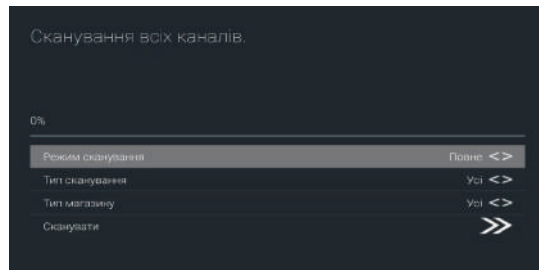 Сканування всіх каналів.
0%
Режим сканування Повне <>
Тип сканування Усі <>
Тип магазину Усі <>
Сканувати >>